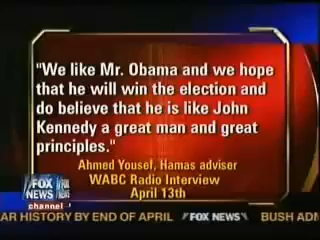 "We like Mr. Obama and we hope
that he will win the election and
do believe that he is like John
Kennedy a great man and great
principles."
Ahmed Yousef, Hamas adviser
WABC Radio Interview
April 13th
FOX
NEWS
channel
FOX
NEWS
AR HISTORY BY END OF APRIL FOX NEWS BUSH ADM